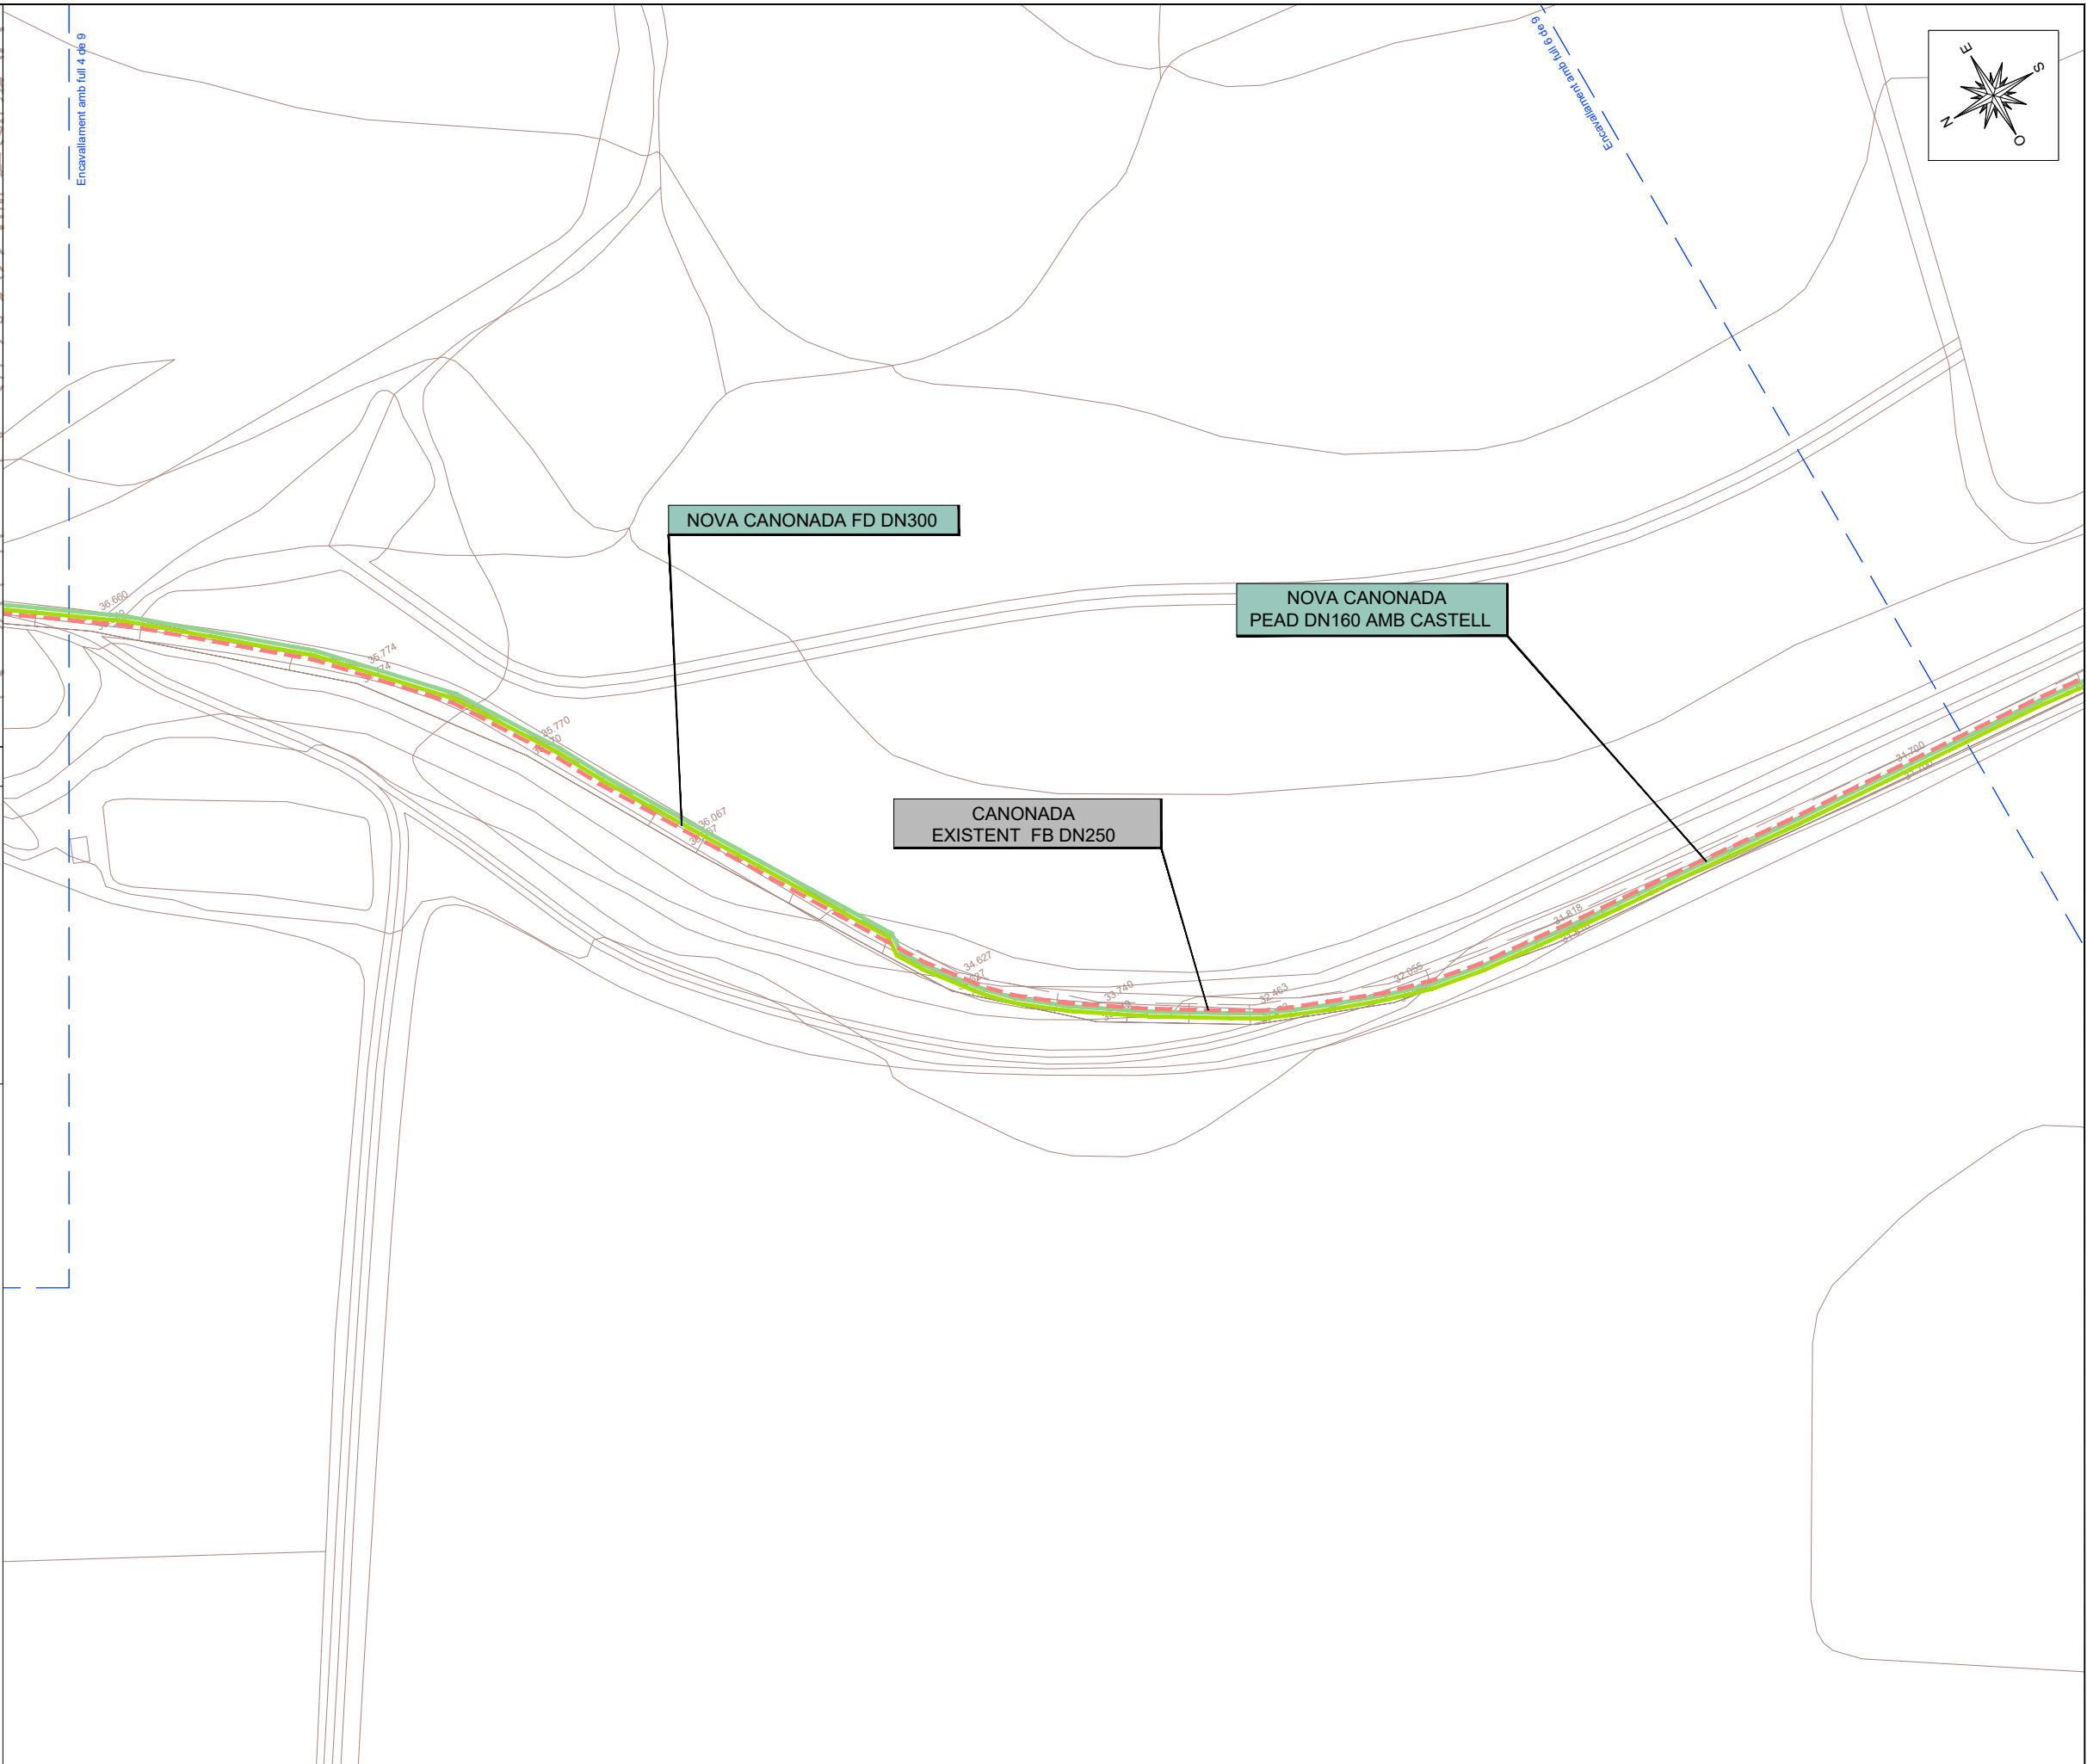 Encavallament amb full 4 de 9
Encavallament amb full 6 de 9
E
S
N
O
NOVA CANONADA FD DN300
NOVA CANONADA
PEAD DN160 AMB CASTELL
CANONADA
EXISTENT FB DN250
36.660
35.774
35.770
36.067
34.627
33.740
32.463
32.055
31.818
31.700